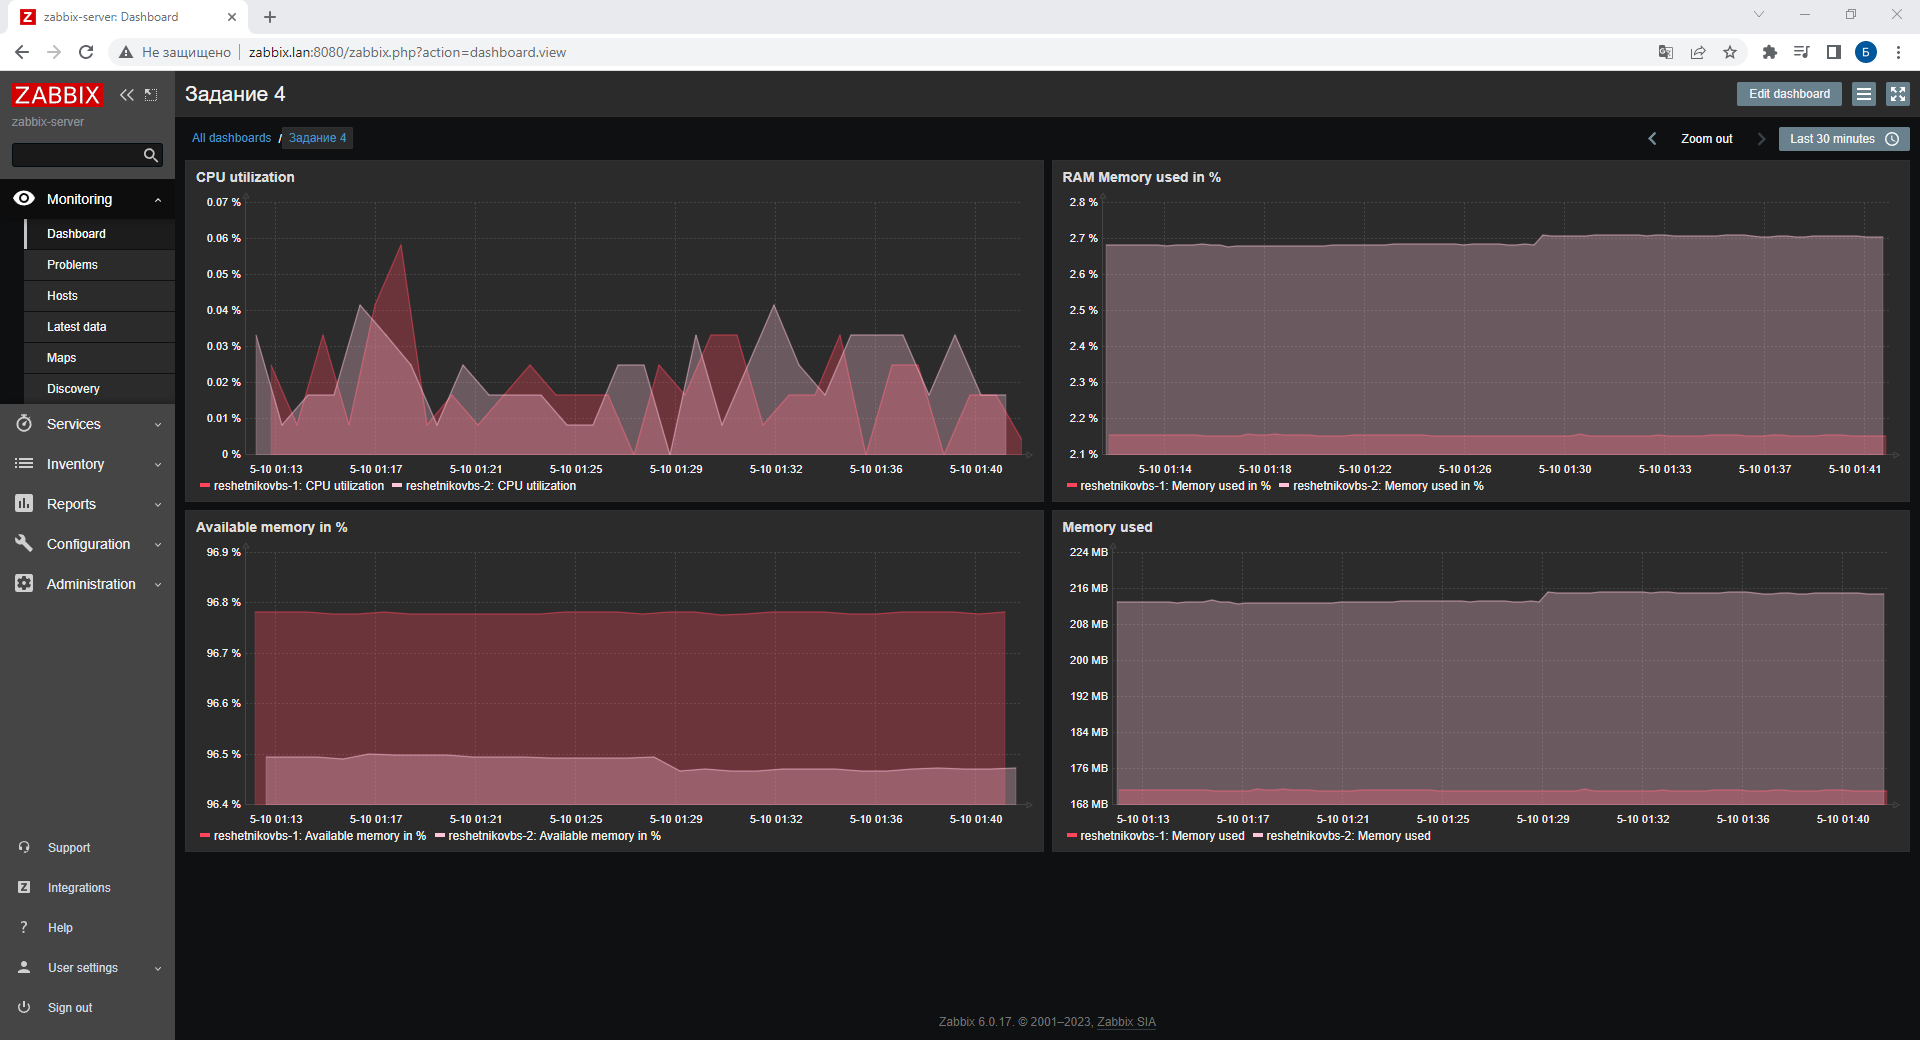 zabbix-server: Dashboard
Не защищено
zabbix.lan:8080/zabbix.php?action=dashboard.view
Б
ZABBIX
zabbix-server
Monitoring
Dashboard
Problems
Hosts
Latest data
Maps
Discovery
Services
Inventory
Reports
Configuration
Administration
Support
Integrations
Help
User settings
Sign out
Задание 4
Edit dashboard
All dashboards / Задание 4
Zoom out
Last 30 minutes
CPU utilization
0.07 %
0.06 %
0.05 %
0.04 %
0.03 %
0.02 %
0.01 %
0 %
5-10 01:13 5-10 01:17 5-10 01:21 5-10 01:25 5-10 01:29 5-10 01:32 5-10 01:36 5-10 01:40
reshetnikovbs-1: CPU utilization reshetnikovbs-2: CPU utilization
RAM Memory used in %
2.8 %
2.7 %
2.6 %
2.5 %
2.4 %
2.3 %
2.2 %
2.1 %
5-10 01:14 5-10 01:18 5-10 01:22 5-10 01:26 5-10 01:30 5-10 01:33 5-10 01:37 5-10 01:41
reshetnikovbs-1: Memory used in % reshetnikovbs-2: Memory used in %
Available memory in %
96.9 %
96.8 %
96.7 %
96.6 %
96.5 %
96.4 %
5-10 01:13 5-10 01:17 5-10 01:21 5-10 01:25 5-10 01:29 5-10 01:32 5-10 01:36 5-10 01:40
reshetnikovbs-1: Available memory in % reshetnikovbs-2: Available memory in %
Memory used
224 MB
216 MB
208 MB
200 MB
192 MB
184 MB
176 MB
168 MB
5-10 01:13 5-10 01:17 5-10 01:21 5-10 01:25 5-10 01:29 5-10 01:32 5-10 01:36 5-10 01:40
reshetnikovbs-1: Memory used reshetnikovbs-2: Memory used
Zabbix 6.0.17. © 2001–2023, Zabbix SIA